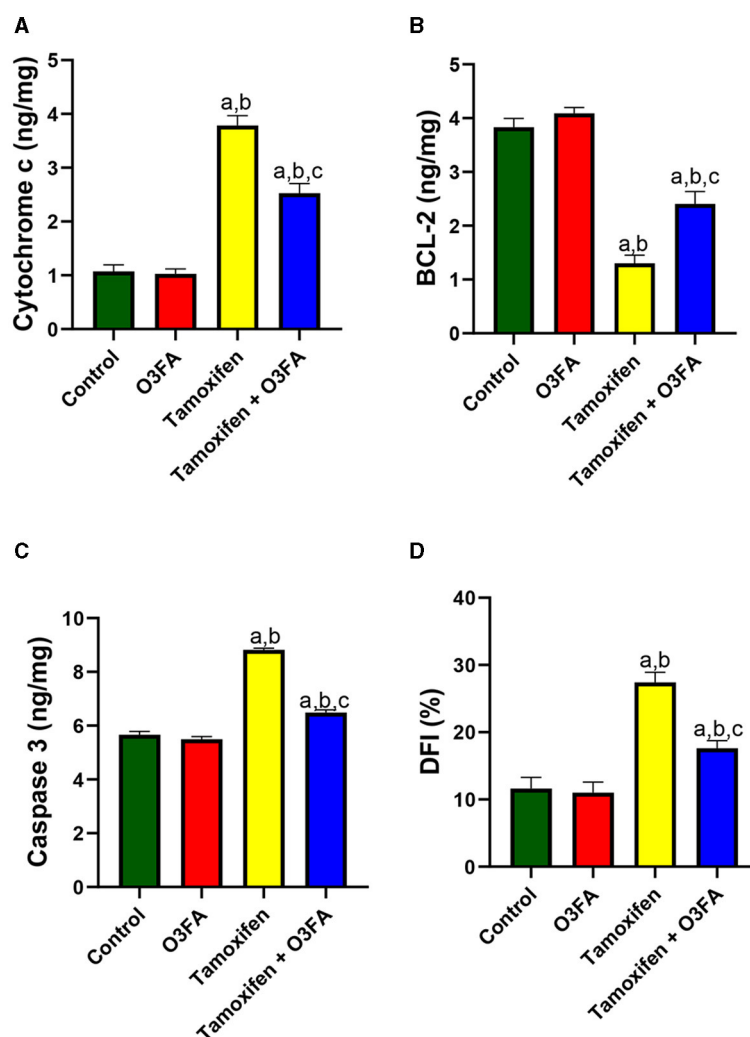 A
Cytochrome c (ng/mg)
5
4
3
2
1
0
a,b
a,b,c
Control
O3FA
Tamoxifen
Tamoxifen + O3FA
B
BCL-2 (ng/mg)
5
4
3
2
1
0
a,b
a,b,c
Control
O3FA
Tamoxifen
Tamoxifen + O3FA
C
Caspase 3 (ng/mg)
10
8
6
4
2
0
a,b
a,b,c
Control
O3FA
Tamoxifen
Tamoxifen + O3FA
D
DFI (%)
40
30
20
10
0
a,b
a,b,c
Control
O3FA
Tamoxifen
Tamoxifen + O3FA